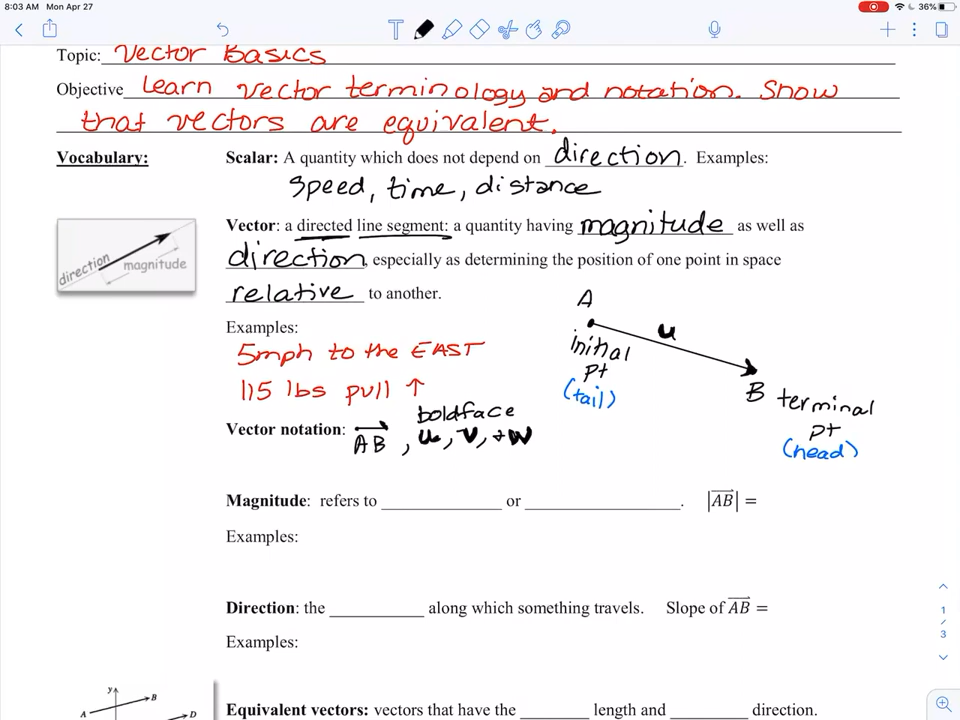 8:03 AM Mon Apr 27
36%
Topic: Vector Basics
Objective Learn vector terminology and notation. Show
that vectors are equivalent.
Vocabulary:
Scalar: A quantity which does not depend on direction. Examples:
speed, time, distance
Vector: a directed line segment: a quantity having magnitude as well as
direction, especially as determining the position of one point in space
relative to another.
direction
magnitude
Examples:
5mph to the EAST
115 lbs pull ↑
A
u
initial
pt
(tail)
B terminal
pt
(head)
boldface
Vector notation: AB, u, v, + w
Magnitude: refers to ____________ or ________________. |AB| =
Examples:
Direction: the __________ along which something travels. Slope of AB =
Examples:
1
/
3
y
B
A
D
Equivalent vectors: vectors that have the _______ length and ________ direction.